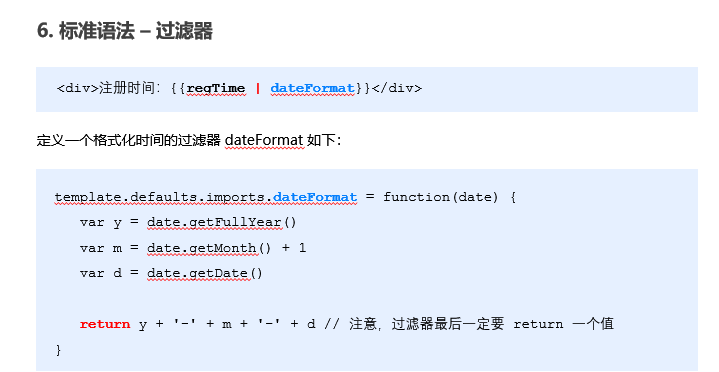 6. 标准语法 – 过滤器
<div>注册时间: {{regTime | dateFormat}}</div>
定义一个格式化时间的过滤器 dateFormat 如下：
template.defaults.imports.dateFormat = function(date) {
var y = date.getFullYear()
var m = date.getMonth() + 1
var d = date.getDate()
return y + '-' + m + '-' + d // 注意，过滤器最后一定要 return 一个值
}